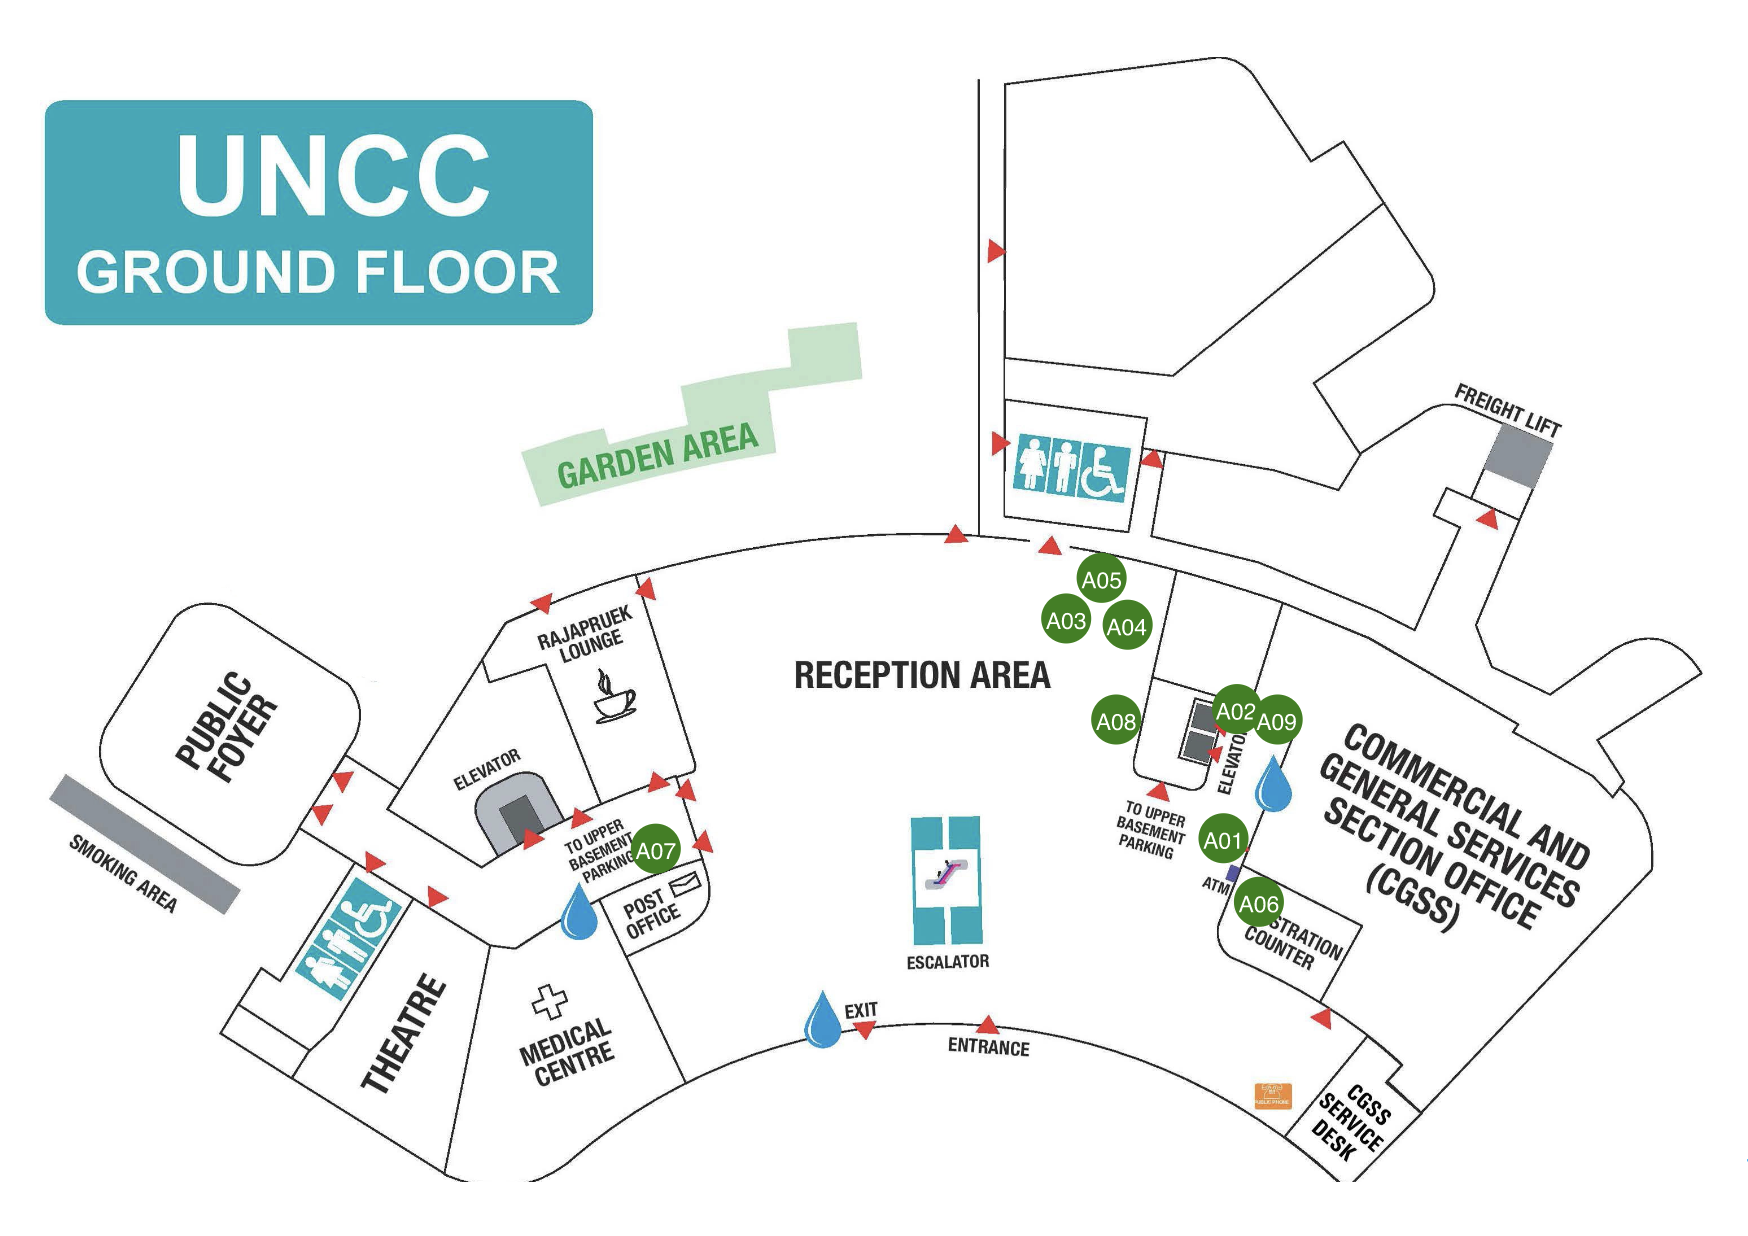 UNCC
GROUND FLOOR
FREIGHT LIFT
GARDEN AREA
A05
A03
A04
RAJAPRUEK
LOUNGE
RECEPTION AREA
PUBLIC
FOYER
A08
A02
A09
ELEVATOR
ELEVATO
COMMERCIAL AND
GENERAL SERVICES
SECTION OFFICE
(CGSS)
TO UPPER
BASEMENT
PARKING
TO UPPER
BASEMENT
PARKING
A07
A01
ATM
SMOKING AREA
POST
OFFICE
A06
STRATION
COUNTER
ESCALATOR
THEATRE
MEDICAL
CENTRE
EXIT
ENTRANCE
PUBLIC PHONE
CGSS
SERVICE
DESK